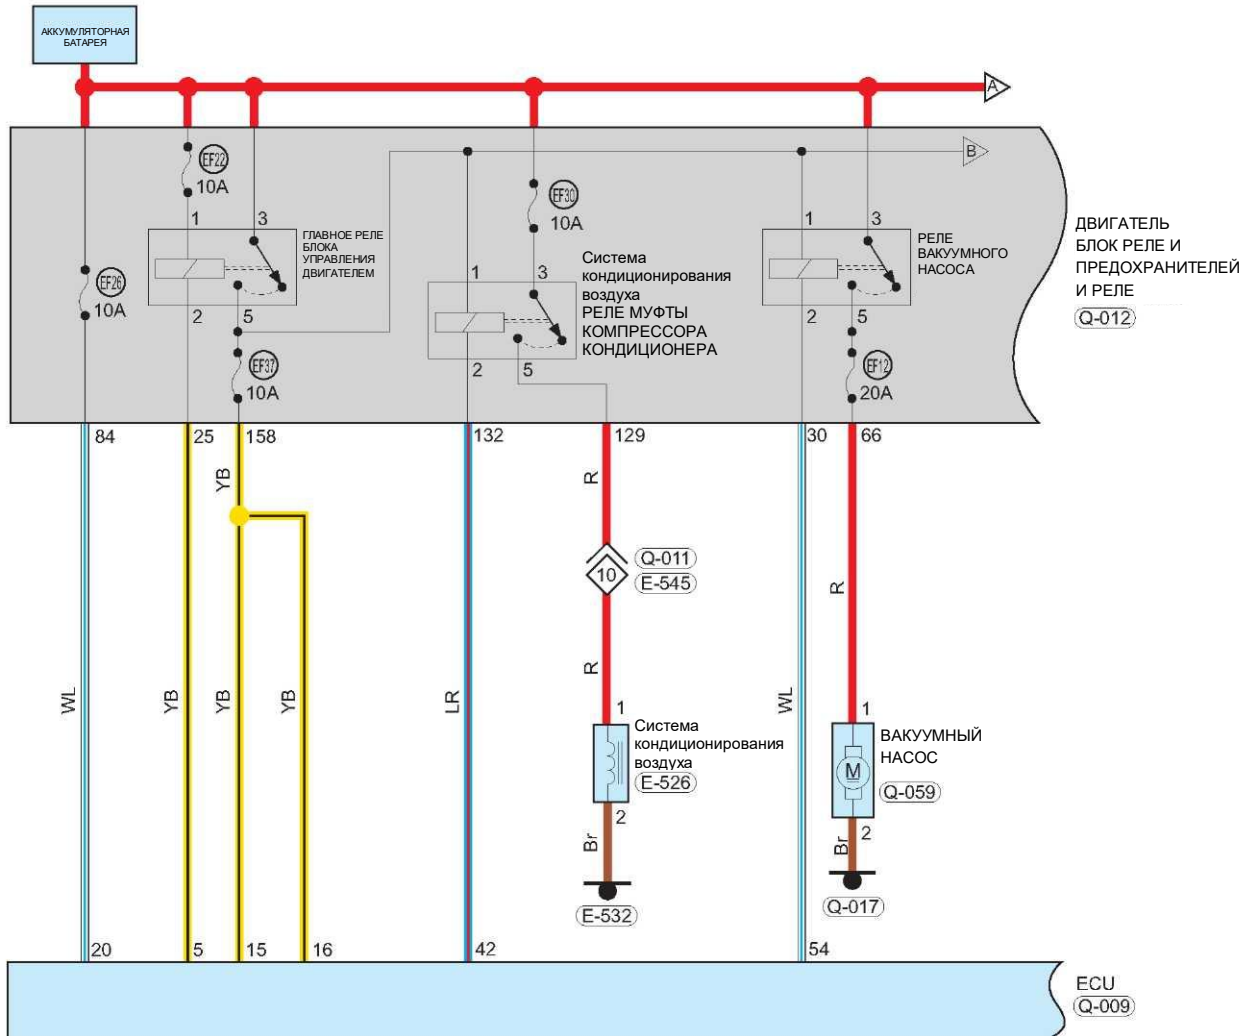 АККУМУЛЯТОРНАЯ
БАТАРЕЯ
A
B
EF22
10A
EF30
10A
EF26
10A
1
3
ГЛАВНОЕ РЕЛЕ
БЛОКА
УПРАВЛЕНИЯ
ДВИГАТЕЛЕМ
2
5
EF37
10A
Система
кондиционирования
воздуха
РЕЛЕ МУФТЫ
КОМПРЕССОРА
КОНДИЦИОНЕРА
1
3
2
5
1
3
РЕЛЕ
ВАКУУМНОГО
НАСОСА
2
5
EF12
20A
ДВИГАТЕЛЬ
БЛОК РЕЛЕ И
ПРЕДОХРАНИТЕЛЕЙ
И РЕЛЕ
Q-012
84
25
158
132
129
30
66
YB
R
Q-011
10
E-545
R
R
WL
YB
YB
YB
LR
WL
1
Система
кондиционирования
воздуха
E-526
2
Br
E-532
1
ВАКУУМНЫЙ
НАСОС
M
Q-059
2
Br
Q-017
20
5
15
16
42
54
ECU
Q-009